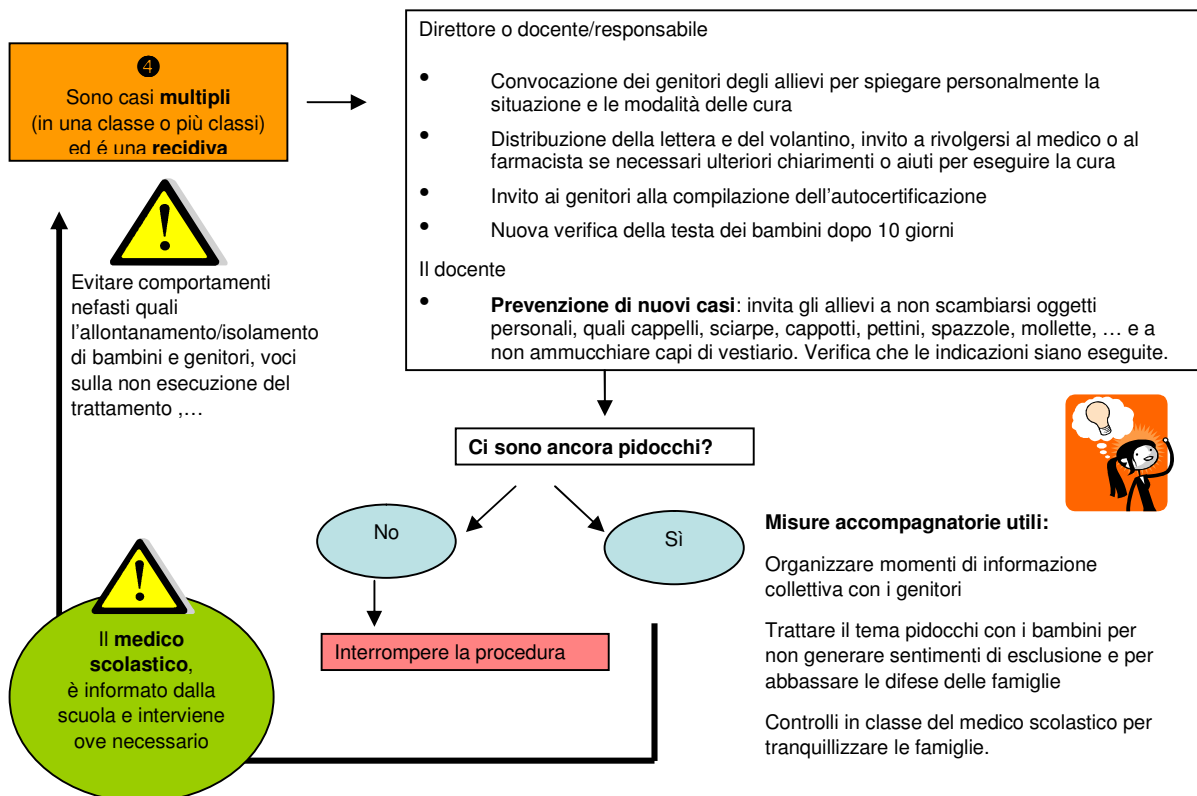 ❹
Sono casi multipli
(in una classe o più classi)
ed é una recidiva
Direttore o docente/responsabile
• Convocazione dei genitori degli allievi per spiegare personalmente la
situazione e le modalità delle cura
• Distribuzione della lettera e del volantino, invito a rivolgersi al medico o al
farmacista se necessari ulteriori chiarimenti o aiuti per eseguire la cura
• Invito ai genitori alla compilazione dell'autocertificazione
• Nuova verifica della testa dei bambini dopo 10 giorni
Il docente
• Prevenzione di nuovi casi: invita gli allievi a non scambiarsi oggetti
personali, quali cappelli, sciarpe, cappotti, pettini, spazzole, mollette, … e a
non ammucchiare capi di vestiario. Verifica che le indicazioni siano eseguite.
!
Evitare comportamenti
nefasti quali
l'allontanamento/isolamento
di bambini e genitori, voci
sulla non esecuzione del
trattamento ,…
Ci sono ancora pidocchi?
No
Sì
Interrompere la procedura
!
Il medico
scolastico,
è informato dalla
scuola e interviene
ove necessario
Misure accompagnatorie utili:
Organizzare momenti di informazione
collettiva con i genitori
Trattare il tema pidocchi con i bambini per
non generare sentimenti di esclusione e per
abbassare le difese delle famiglie
Controlli in classe del medico scolastico per
tranquillizzare le famiglie.